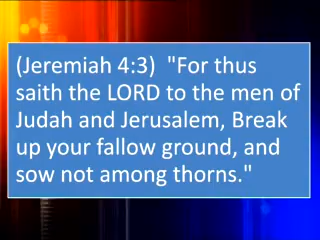 (Jeremiah 4:3)  "For thus
saith the LORD to the men of
Judah and Jerusalem, Break
up your fallow ground, and
sow not among thorns."